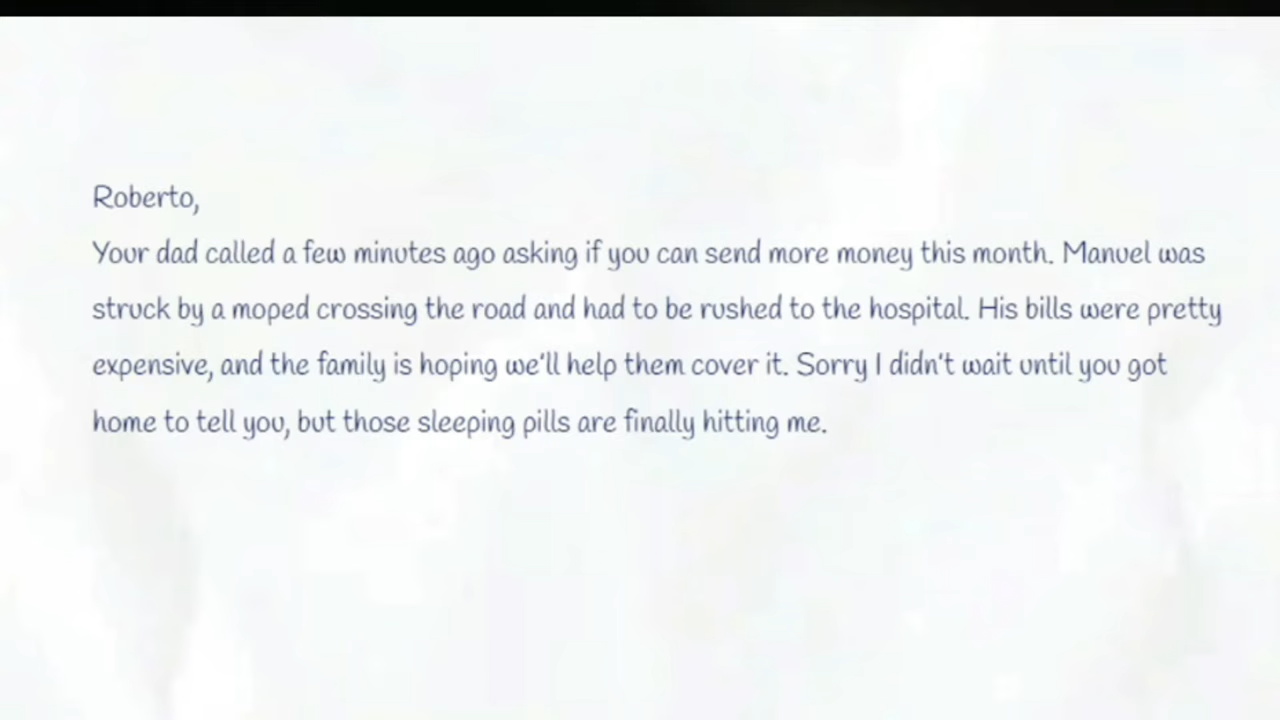 Roberto,
Your dad called a few minutes ago asking if you can send more money this month. Manuel was
struck by a moped crossing the road and had to be rushed to the hospital. His bills were pretty
expensive, and the family is hoping we'll help them cover it. Sorry I didn't wait until you got
home to tell you, but those sleeping pills are finally hitting me.